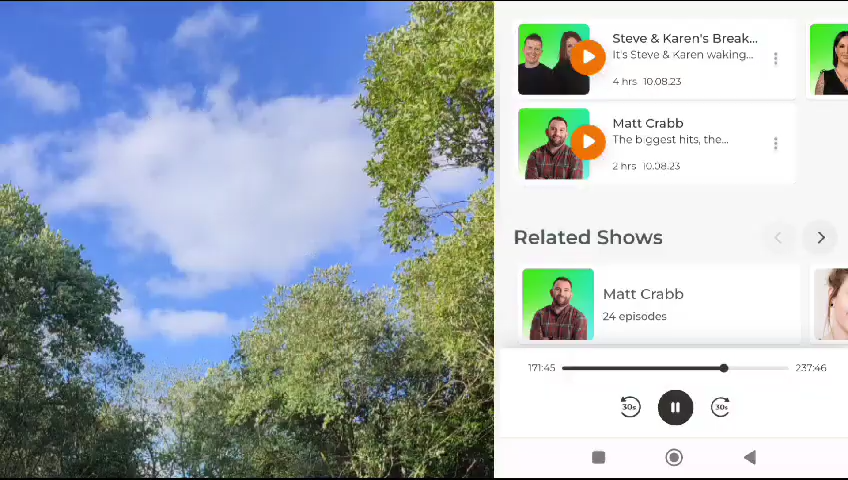 Steve & Karen's Break...
It's Steve & Karen waking...
4 hrs 10.08.23
Matt Crabb
The biggest hits, the...
2 hrs 10.08.23
Related Shows
Matt Crabb
24 episodes
171:45
237:46
30s
30s